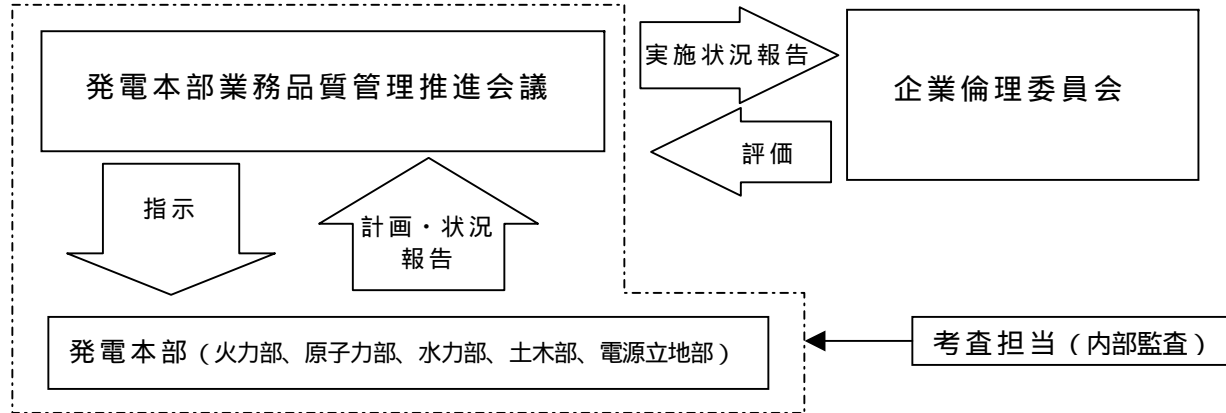 発電本部業務品質管理推進会議
実施状況報告
企業倫理委員会
評価
指示
計画・状況
報告
発電本部（火力部、原子力部、水力部、土木部、電源立地部）
考査担当（内部監査）